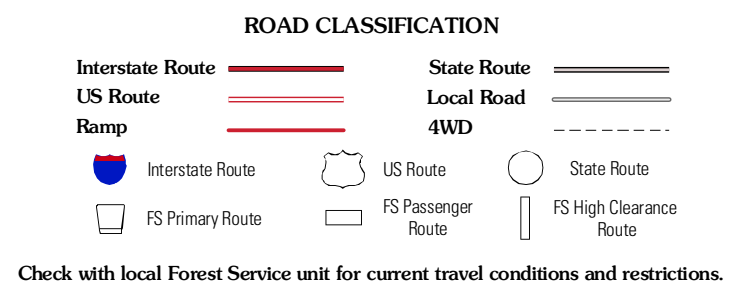 ROAD CLASSIFICATION
Interstate Route
State Route
US Route
Local Road
Ramp
4WD
Interstate Route
US Route
State Route
FS Primary Route
FS Passenger
Route
FS High Clearance
Route
Check with local Forest Service unit for current travel conditions and restrictions.